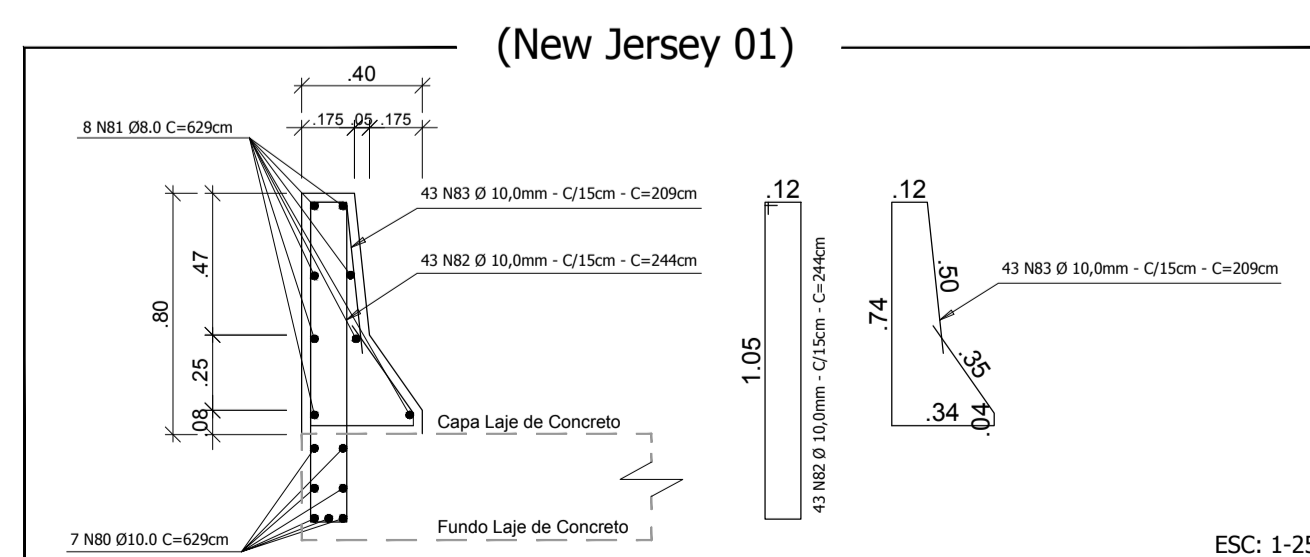 (New Jersey 01)
.40
.175 .05 .175
8 N81 Ø8.0 C=629cm
43 N83 Ø 10,0mm - C/15cm - C=209cm
43 N82 Ø 10,0mm - C/15cm - C=244cm
.80
.47
.25
.08
Capa Laje de Concreto
Fundo Laje de Concreto
7 N80 Ø10.0 C=629cm
.12
1.05
43 N82 Ø 10,0mm - C/15cm - C=244cm
.12
.50
.74
.35
.34
.04
43 N83 Ø 10,0mm - C/15cm - C=209cm
ESC: 1-25